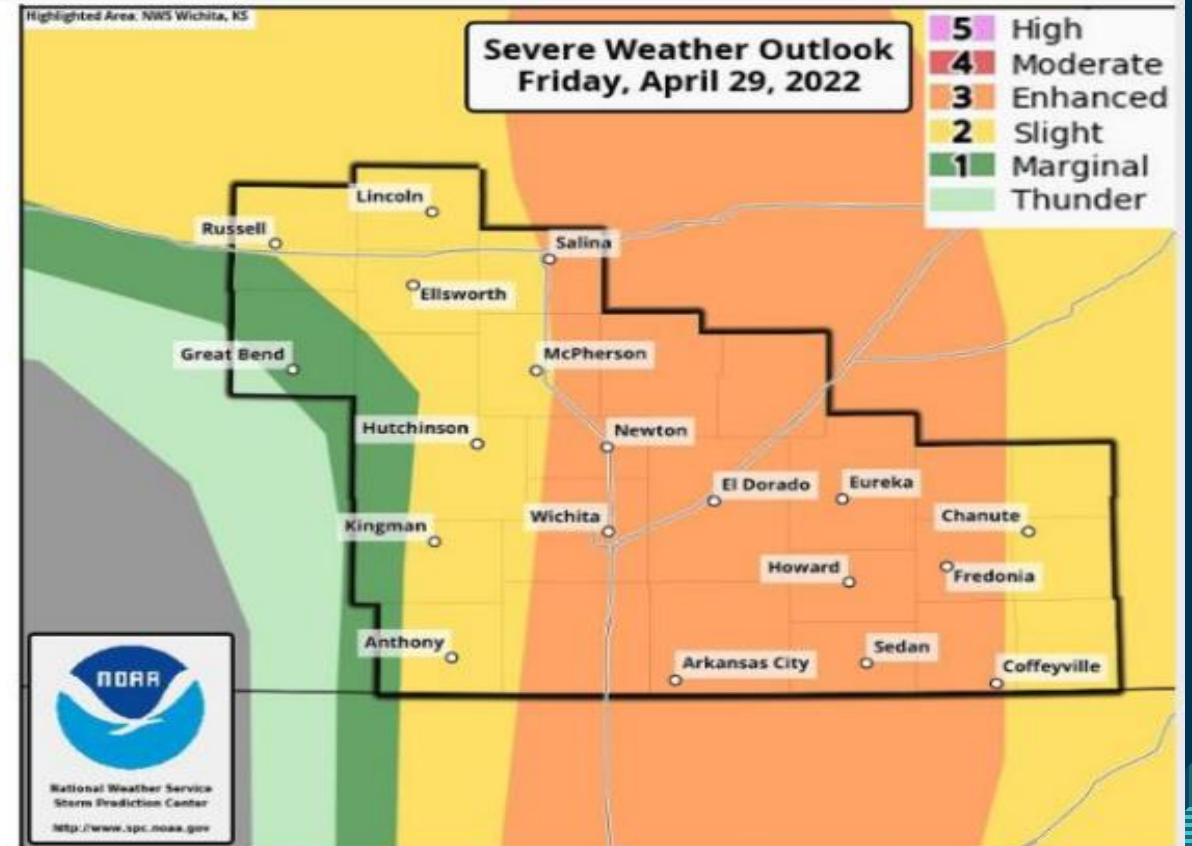 Highlighted Area: NWS Wichita, KS
Severe Weather Outlook
Friday, April 29, 2022
5 High
4 Moderate
3 Enhanced
2 Slight
1 Marginal
Thunder
Lincoln
Russell
Salina
Ellsworth
Great Bend
McPherson
Hutchinson
Newton
El Dorado
Eureka
Wichita
Chanute
Kingman
Howard
Fredonia
Anthony
Sedan
Arkansas City
Coffeyville
NOAA
National Weather Service
Storm Prediction Center
http://www.spc.noaa.gov